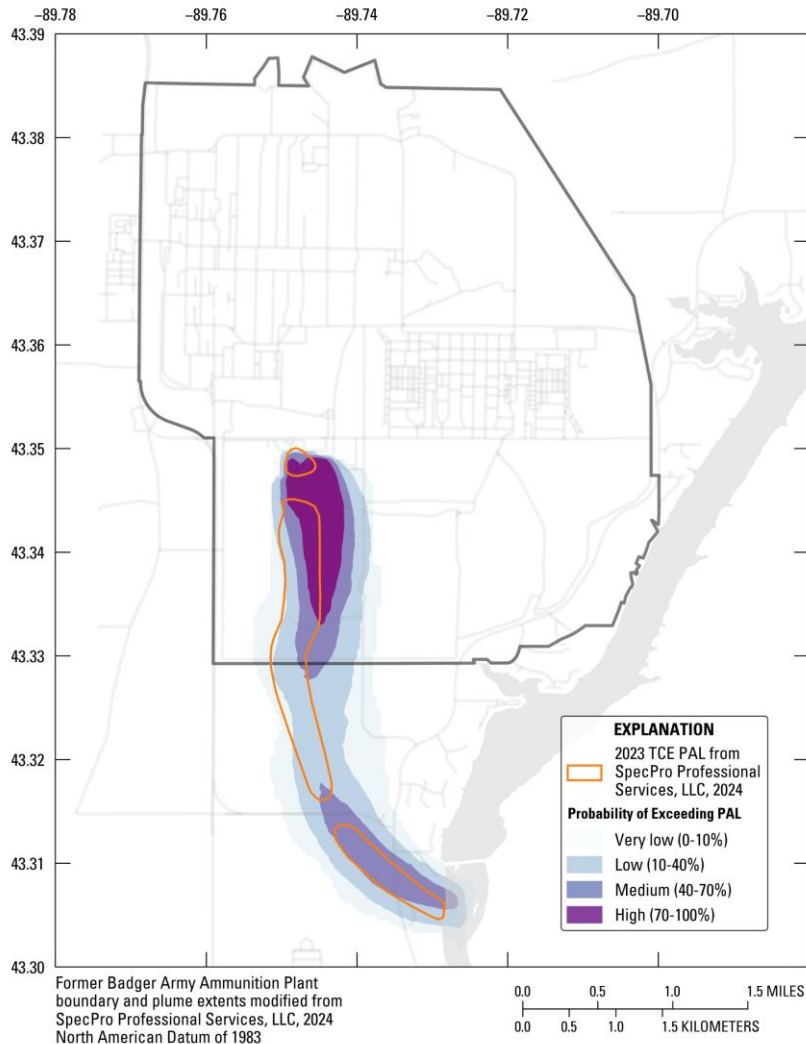 −89.78 −89.76 −89.74 −89.72 −89.70
43.39
43.38
43.37
43.36
43.35
43.34
43.33
43.32
43.31
43.30
EXPLANATION
2023 TCE PAL from
SpecPro Professional
Services, LLC, 2024
Probability of Exceeding PAL
Very low (0-10%)
Low (10-40%)
Medium (40-70%)
High (70-100%)
Former Badger Army Ammunition Plant
boundary and plume extents modified from
SpecPro Professional Services, LLC, 2024
North American Datum of 1983
0.0 0.5 1.0 1.5 MILES
0.0 0.5 1.0 1.5 KILOMETERS